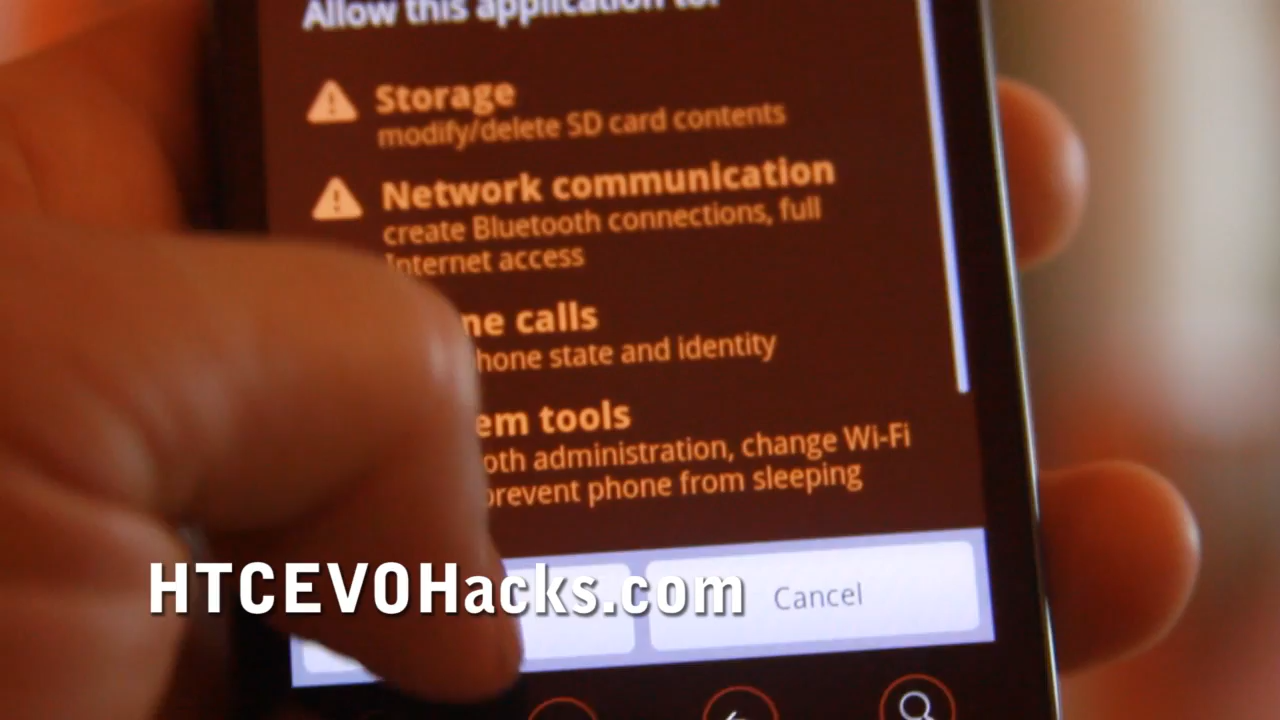 Allow this application to:
Storage
modify/delete SD card contents
Network communication
create Bluetooth connections, full
Internet access
ne calls
hone state and identity
em tools
oth administration, change Wi-Fi
prevent phone from sleeping
Cancel
HTCEVOHacks.com